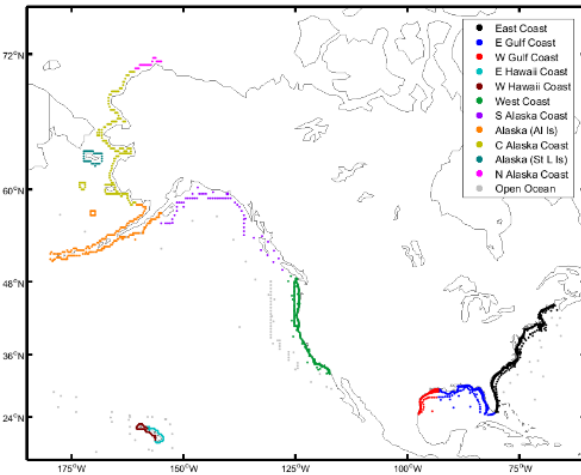 East Coast
E Gulf Coast
W Gulf Coast
E Hawaii Coast
W Hawaii Coast
West Coast
S Alaska Coast
Alaska (Al Is)
C Alaska Coast
Alaska (St L Is)
N Alaska Coast
Open Ocean
72°N
60°N
48°N
36°N
24°N
175°W
150°W
125°W
100°W
75°W